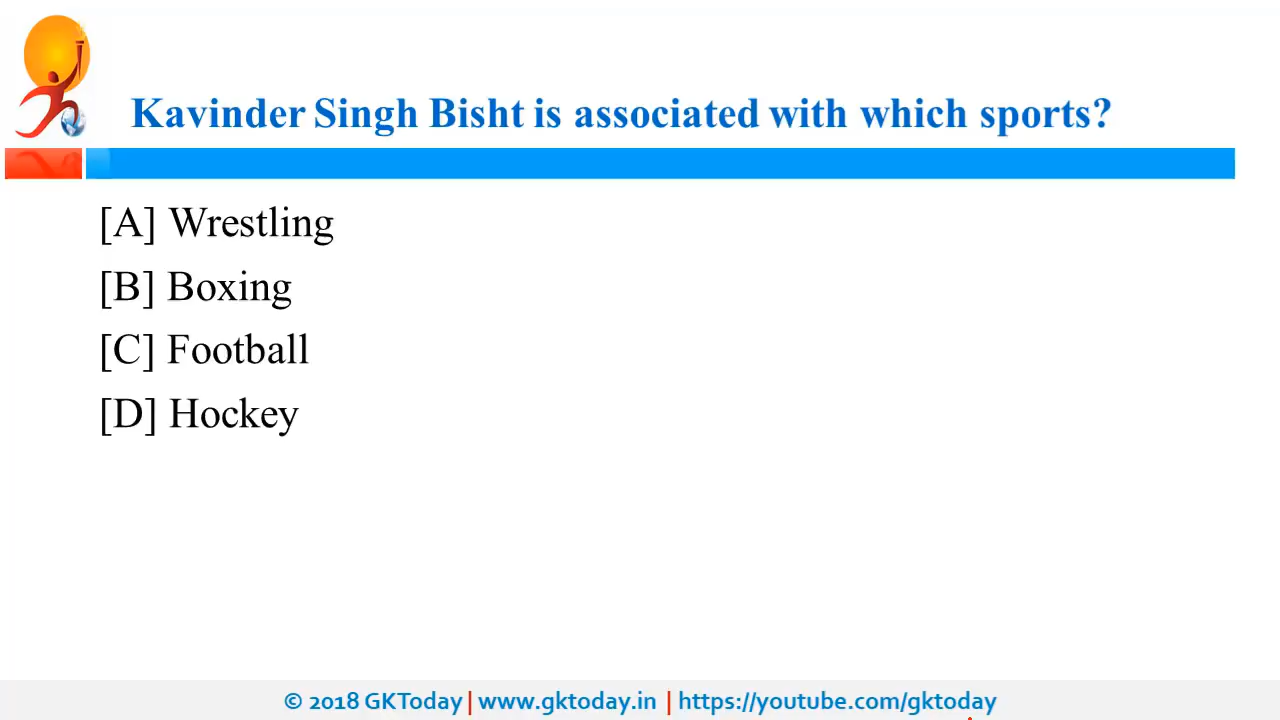 Kavinder Singh Bisht is associated with which sports?
[A] Wrestling
[B] Boxing
[C] Football
[D] Hockey
© 2018 GKToday | www.gktoday.in | https://youtube.com/gktoday